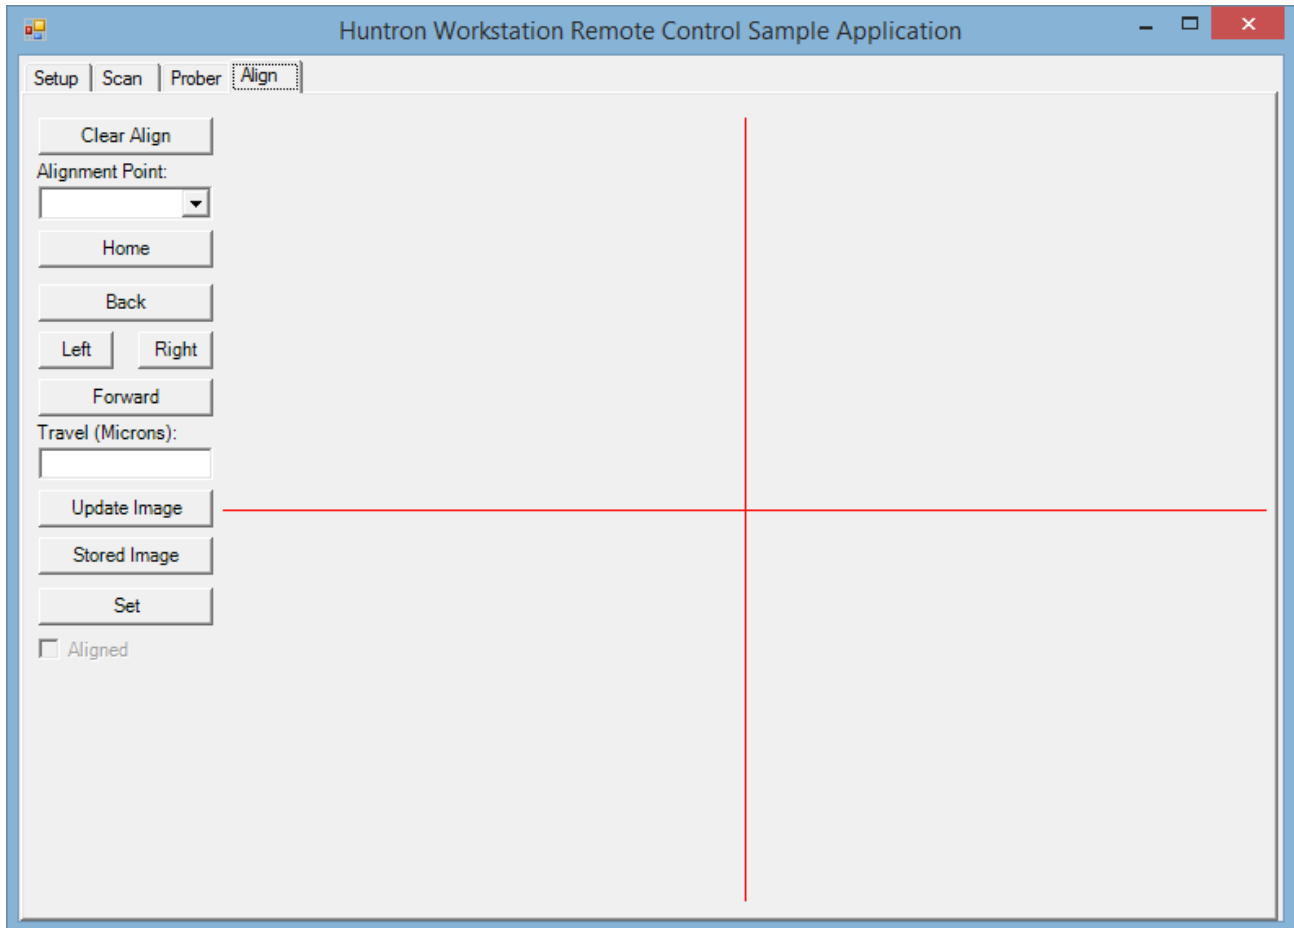 Huntron Workstation Remote Control Sample Application
Setup Scan Prober Align
Clear Align
Alignment Point:
Home
Back
Left Right
Forward
Travel (Microns):
Update Image
Stored Image
Set
Aligned